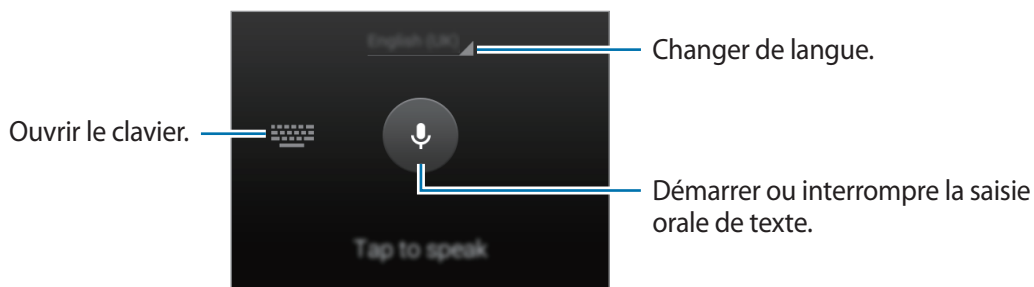 English (UK)
Changer de langue.
Ouvrir le clavier.
Démarrer ou interrompre la saisie
orale de texte.
Tap to speak